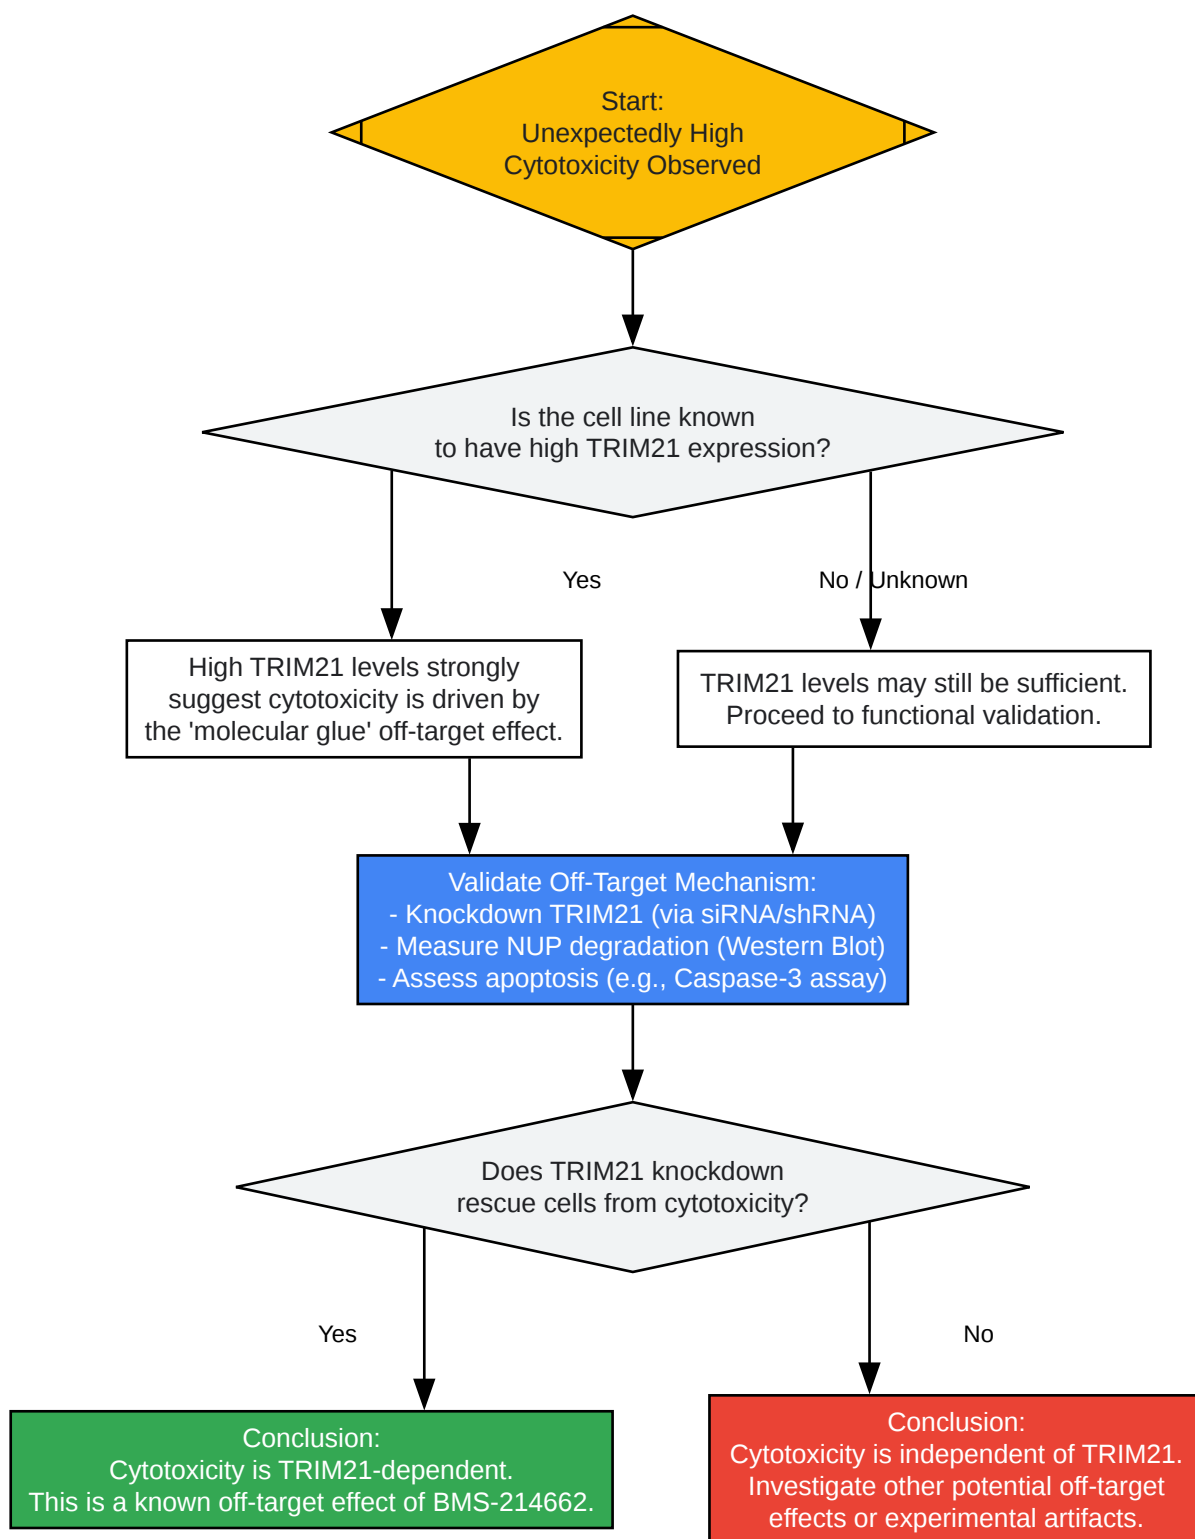 Start:
Unexpectedly High
Cytotoxicity Observed
Is the cell line known
to have high TRIM21 expression?
Yes
No / Unknown
High TRIM21 levels strongly
suggest cytotoxicity is driven by
the 'molecular glue' off-target effect.
TRIM21 levels may still be sufficient.
Proceed to functional validation.
Validate Off-Target Mechanism:
- Knockdown TRIM21 (via siRNA/shRNA)
- Measure NUP degradation (Western Blot)
- Assess apoptosis (e.g., Caspase-3 assay)
Does TRIM21 knockdown
rescue cells from cytotoxicity?
Yes
No
Conclusion:
Cytotoxicity is TRIM21-dependent.
This is a known off-target effect of BMS-214662.
Conclusion:
Cytotoxicity is independent of TRIM21.
Investigate other potential off-target
effects or experimental artifacts.